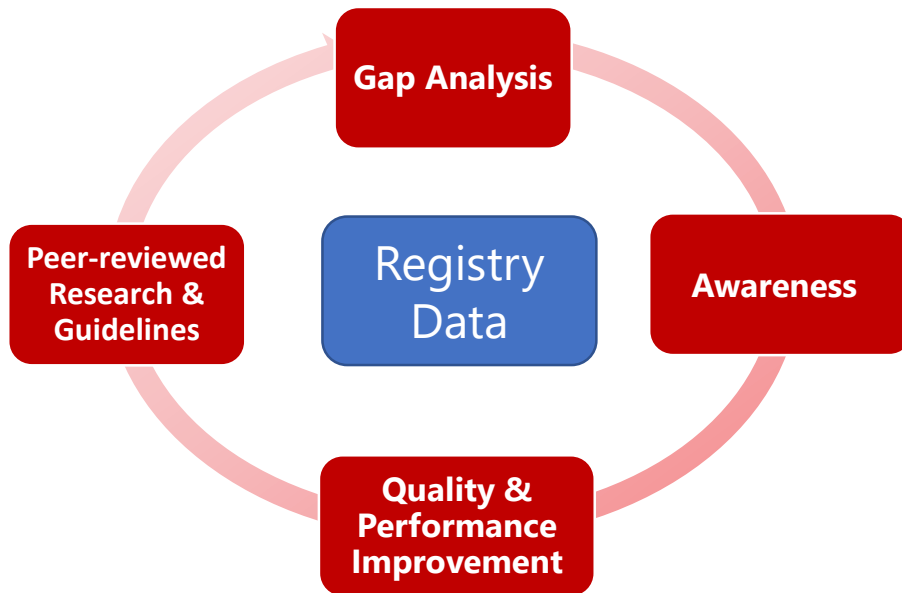 Gap Analysis
Peer-reviewed
Research &
Guidelines
Registry
Data
Awareness
Quality &
Performance
Improvement